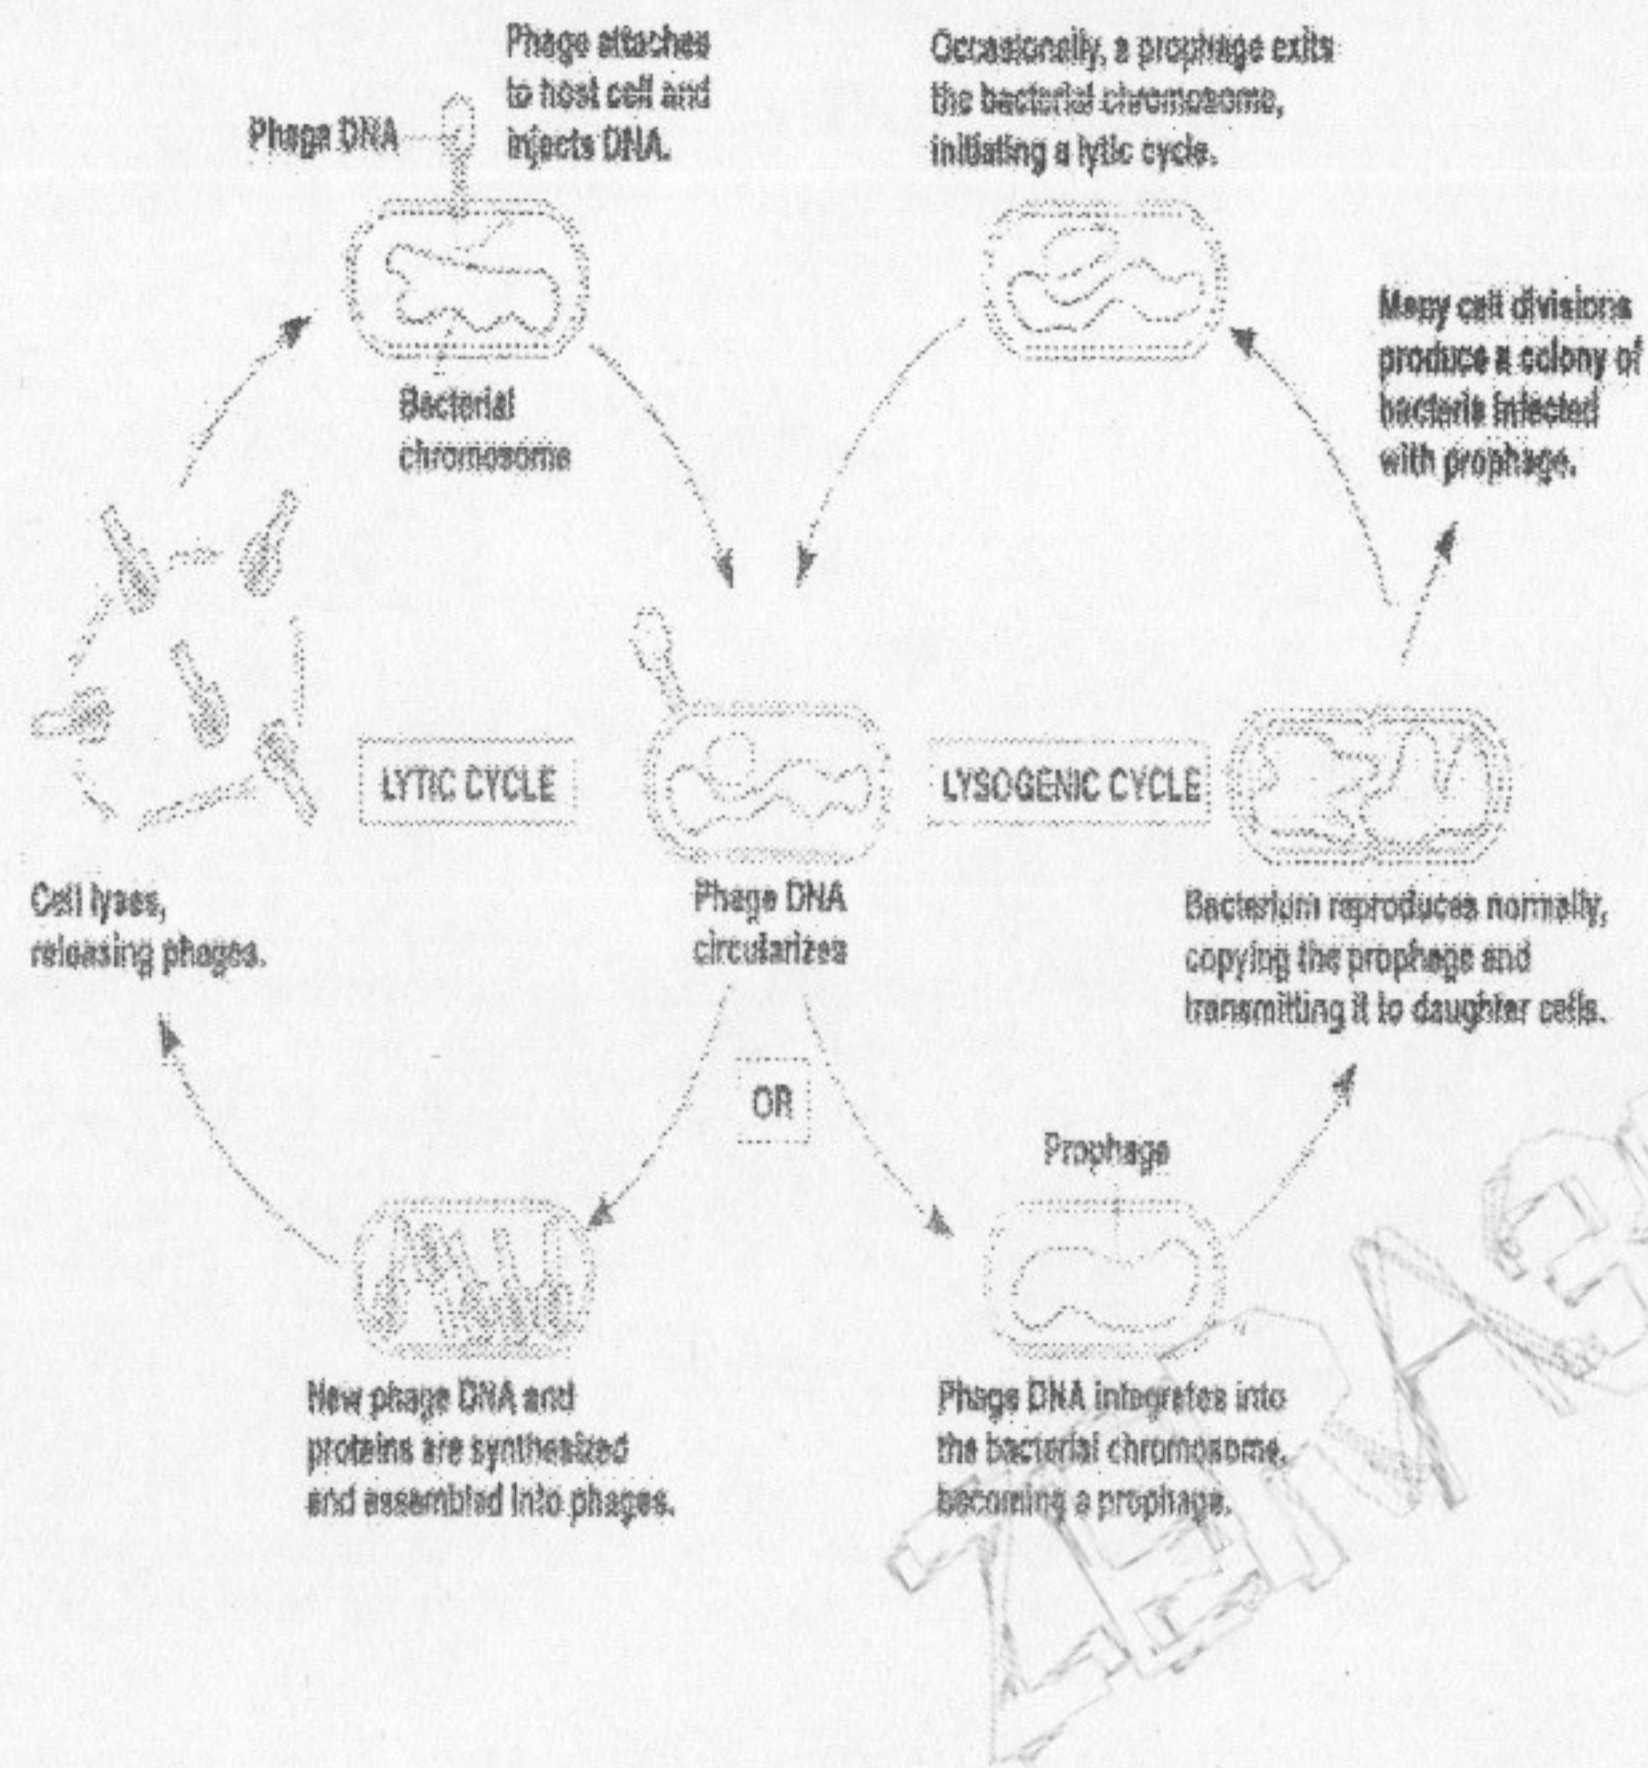 Phage attaches
to host cell and
injects DNA.
Phage DNA
Bacterial
chromosome
Occasionally, a prophage exits
the bacterial chromosome,
initiating a lytic cycle.
Many cell divisions
produce a colony of
bacteria infected
with prophage.
LYTIC CYCLE
LYSOGENIC CYCLE
Cell lyses,
releasing phages.
Phage DNA
circularizes
Bacterium reproduces normally,
copying the prophage and
transmitting it to daughter cells.
OR
Prophage
New phage DNA and
proteins are synthesized
and assembled into phages.
Phage DNA integrates into
the bacterial chromosome,
becoming a prophage.